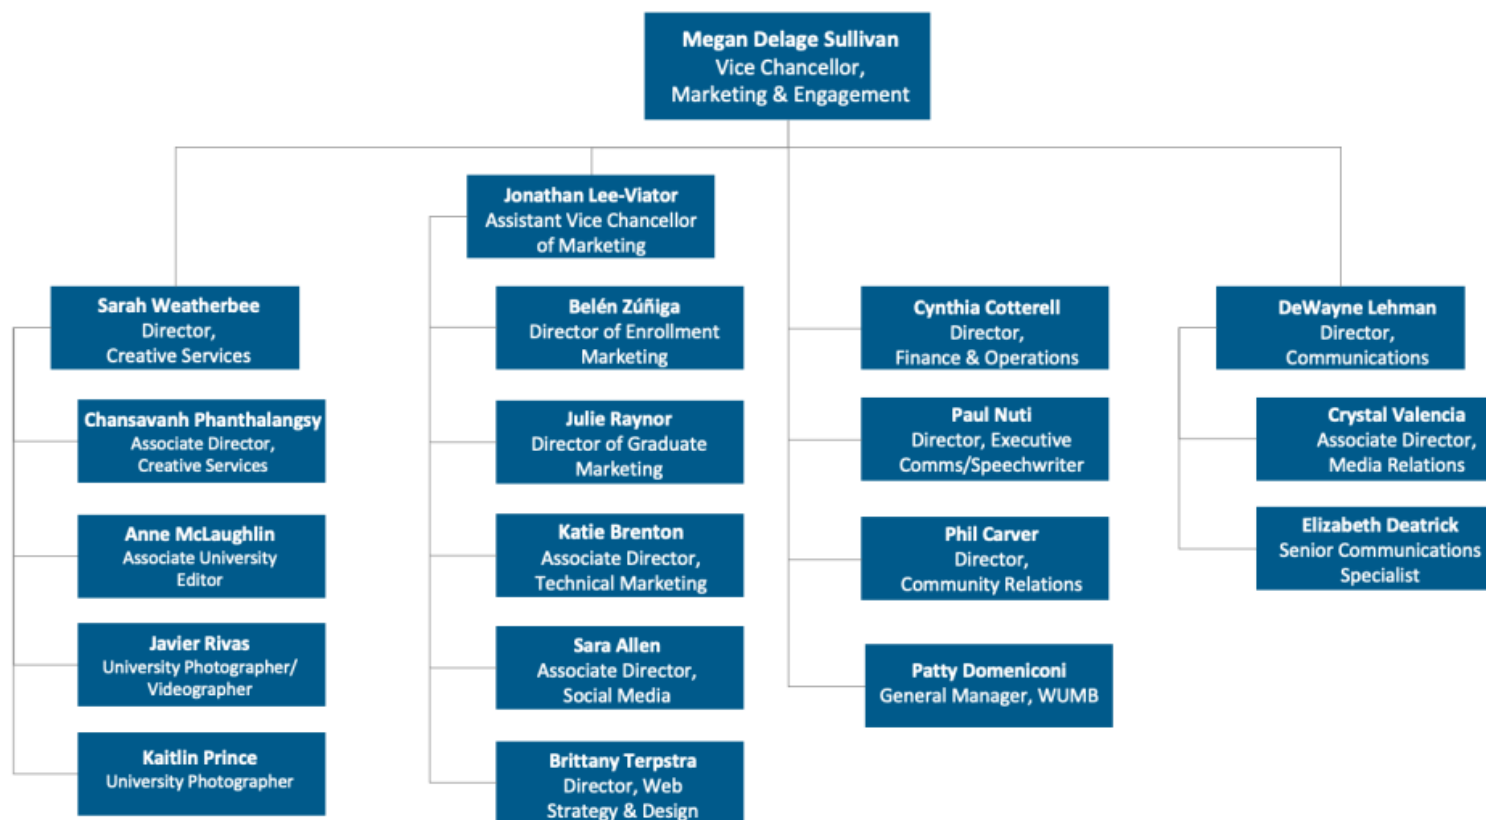 Megan Delage Sullivan
Vice Chancellor,
Marketing & Engagement
Sarah Weatherbee
Director,
Creative Services
Chansavanh Phanthalangsy
Associate Director,
Creative Services
Anne McLaughlin
Associate University
Editor
Javier Rivas
University Photographer/
Videographer
Kaitlin Prince
University Photographer
Jonathan Lee-Viator
Assistant Vice Chancellor
of Marketing
Belén Zúñiga
Director of Enrollment
Marketing
Julie Raynor
Director of Graduate
Marketing
Katie Brenton
Associate Director,
Technical Marketing
Sara Allen
Associate Director,
Social Media
Brittany Terpstra
Director, Web
Strategy & Design
Cynthia Cotterell
Director,
Finance & Operations
Paul Nuti
Director, Executive
Comms/Speechwriter
Phil Carver
Director,
Community Relations
Patty Domeniconi
General Manager, WUMB
DeWayne Lehman
Director,
Communications
Crystal Valencia
Associate Director,
Media Relations
Elizabeth Deatrick
Senior Communications
Specialist